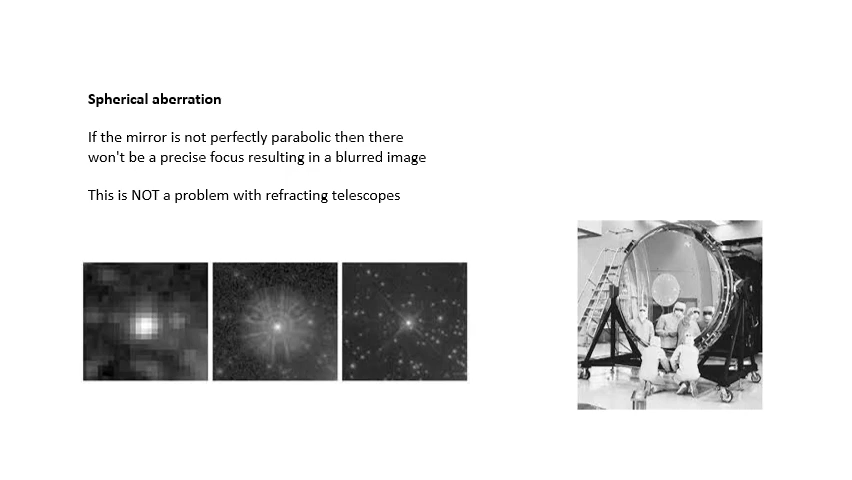 Spherical aberration
If the mirror is not perfectly parabolic then there
won't be a precise focus resulting in a blurred image
This is NOT a problem with refracting telescopes